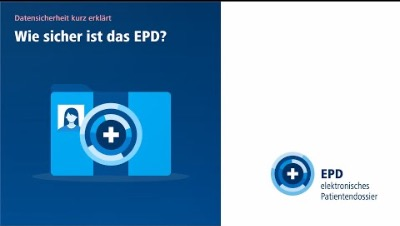 Datensicherheit kurz erklärt
Wie sicher ist das EPD?
EPD
elektronisches
Patientendossier